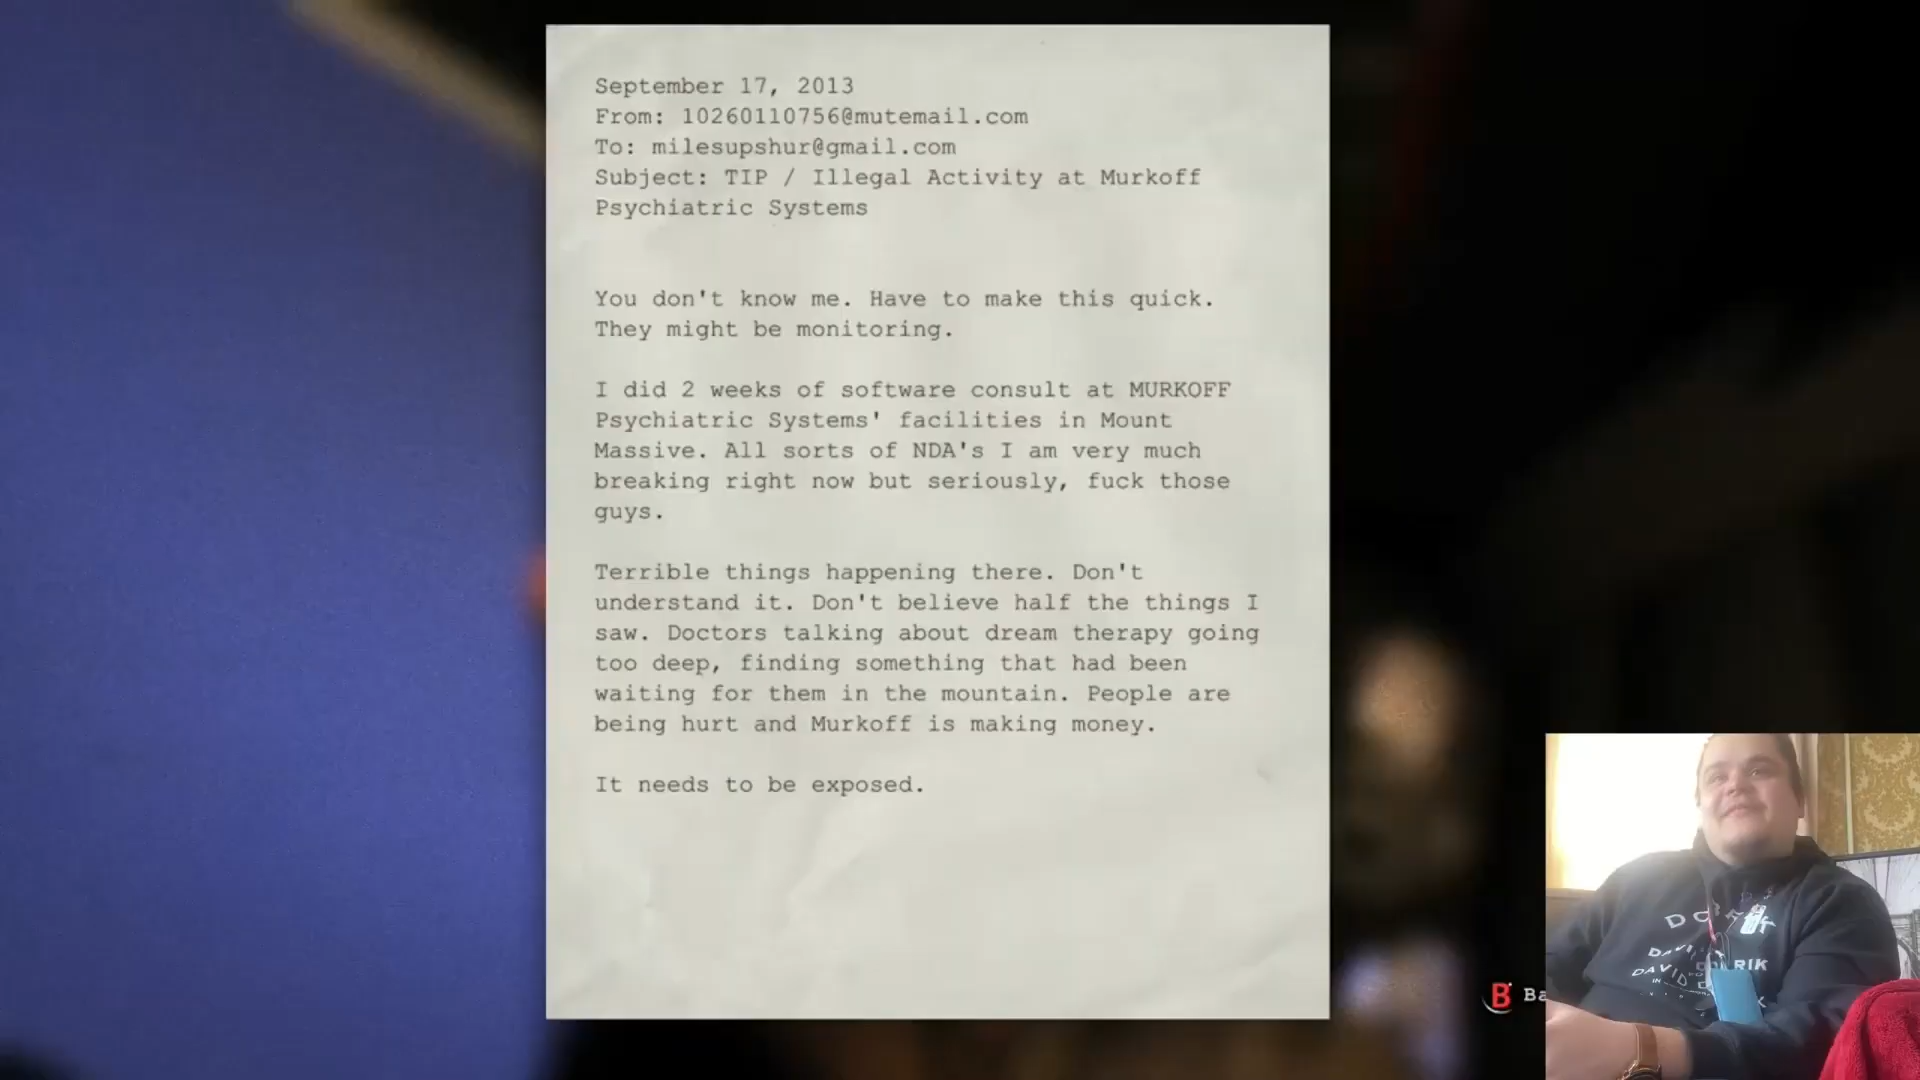 September 17, 2013
From: 10260110756@mutemail.com
To: milesupshur@gmail.com
Subject: TIP / Illegal Activity at Murkoff
Psychiatric Systems
You don't know me. Have to make this quick.
They might be monitoring.
I did 2 weeks of software consult at MURKOFF
Psychiatric Systems' facilities in Mount
Massive. All sorts of NDA's I am very much
breaking right now but seriously, fuck those
guys.
Terrible things happening there. Don't
understand it. Don't believe half the things I
saw. Doctors talking about dream therapy going
too deep, finding something that had been
waiting for them in the mountain. People are
being hurt and Murkoff is making money.
It needs to be exposed.
B Ba